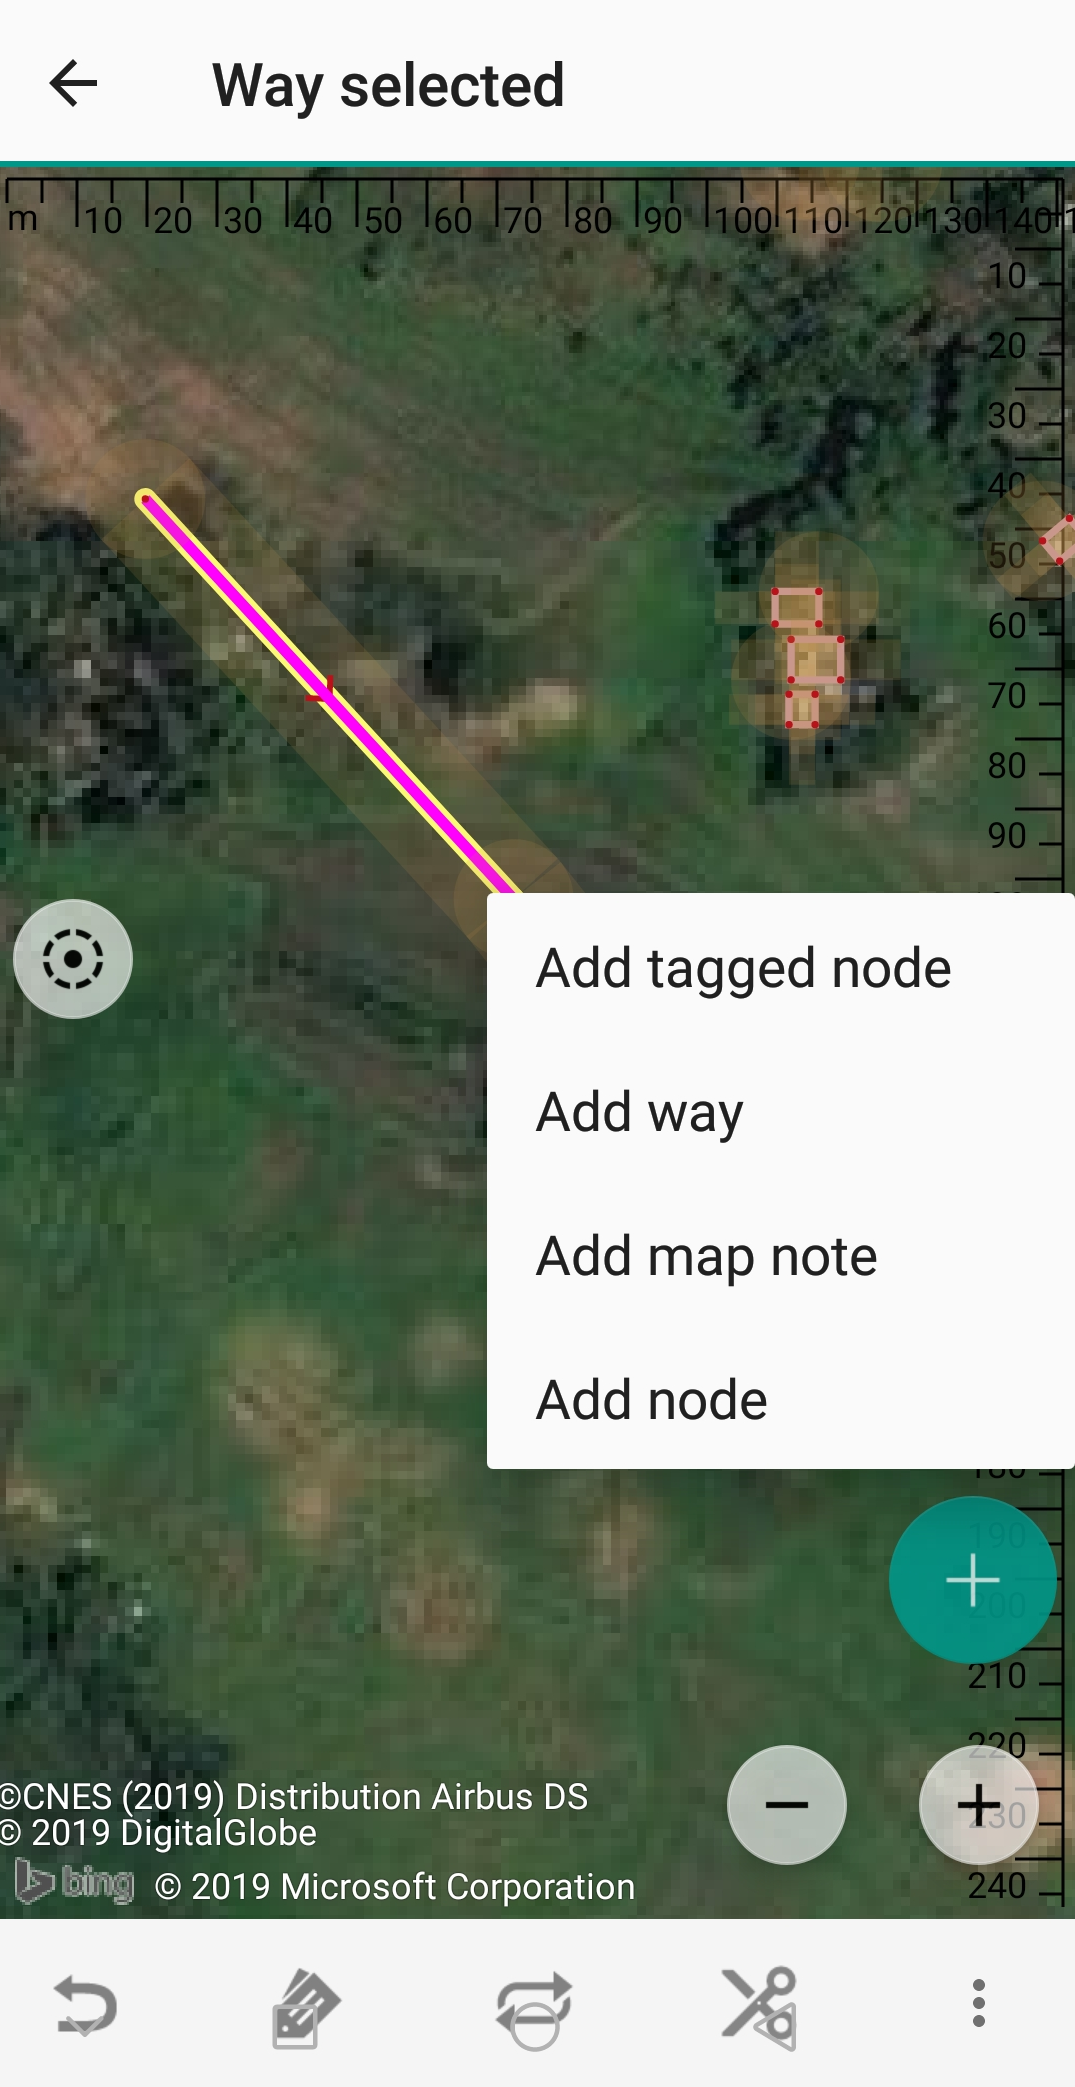 Way selected
m 10 20 30 40 50 60 70 80 90 100 110 120 130 140 1
10
20
30
40
50
60
70
80
90
Add tagged node
Add way
Add map note
Add node
180
190
200
210
220
230
240
©CNES (2019) Distribution Airbus DS
© 2019 DigitalGlobe
bing © 2019 Microsoft Corporation